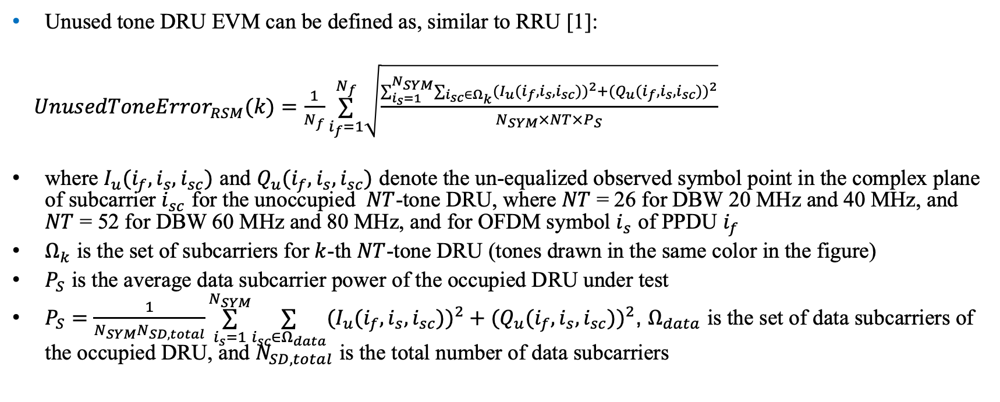 • Unused tone DRU EVM can be defined as, similar to RRU [1]:
UnusedToneError_{RSM}(k) = \frac{1}{N_f} \sum_{i_f=1}^{N_f} \sqrt{\frac{\sum_{i_s=1}^{N_{SYM}} \sum_{i_{sc} \in \Omega_k} (I_u(i_f,i_s,i_{sc}))^2+(Q_u(i_f,i_s,i_{sc}))^2}{N_{SYM} \times NT \times P_S}}
• where I_u(i_f, i_s, i_{sc}) and Q_u(i_f, i_s, i_{sc}) denote the un-equalized observed symbol point in the complex plane
of subcarrier i_{sc} for the unoccupied NT-tone DRU, where NT = 26 for DBW 20 MHz and 40 MHz, and
NT = 52 for DBW 60 MHz and 80 MHz, and for OFDM symbol i_s of PPDU i_f
• Ω_k is the set of subcarriers for k-th NT-tone DRU (tones drawn in the same color in the figure)
• P_S is the average data subcarrier power of the occupied DRU under test
• P_S = \frac{1}{N_{SYM}N_{SD,total}} \sum_{i_s=1}^{N_{SYM}} \sum_{i_{sc} \in \Omega_{data}} (I_u(i_f, i_s, i_{sc}))^2 + (Q_u(i_f, i_s, i_{sc}))^2, Ω_{data} is the set of data subcarriers of
the occupied DRU, and N_{SD,total} is the total number of data subcarriers